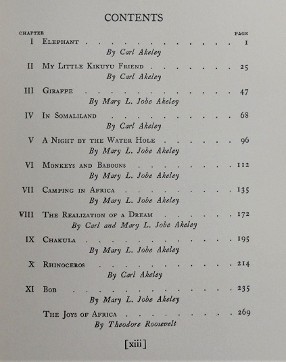 CONTENTS
CHAPTER PAGE
I ELEPHANT . . . . . . . . . . . 1
By Carl Akeley
II MY LITTLE KIKUYU FRIEND . . . . . . 25
By Carl Akeley
III GIRAFFE . . . . . . . . . . . 47
By Mary L. Jobe Akeley
IV IN SOMALILAND . . . . . . . . . 68
By Carl Akeley
V A NIGHT BY THE WATER HOLE . . . . . 96
By Mary L. Jobe Akeley
VI MONKEYS AND BABOONS . . . . . . . 112
By Mary L. Jobe Akeley
VII CAMPING IN AFRICA . . . . . . . 135
By Mary L. Jobe Akeley
VIII THE REALIZATION OF A DREAM . . . . . 172
By Carl and Mary L. Jobe Akeley
IX CHAKULA . . . . . . . . . . 195
By Mary L. Jobe Akeley
X RHINOCEROS . . . . . . . . . 214
By Carl Akeley
XI BOB . . . . . . . . . . . 235
By Mary L. Jobe Akeley
THE JOYS OF AFRICA . . . . . . . 269
By Theodore Roosevelt
[xiii]